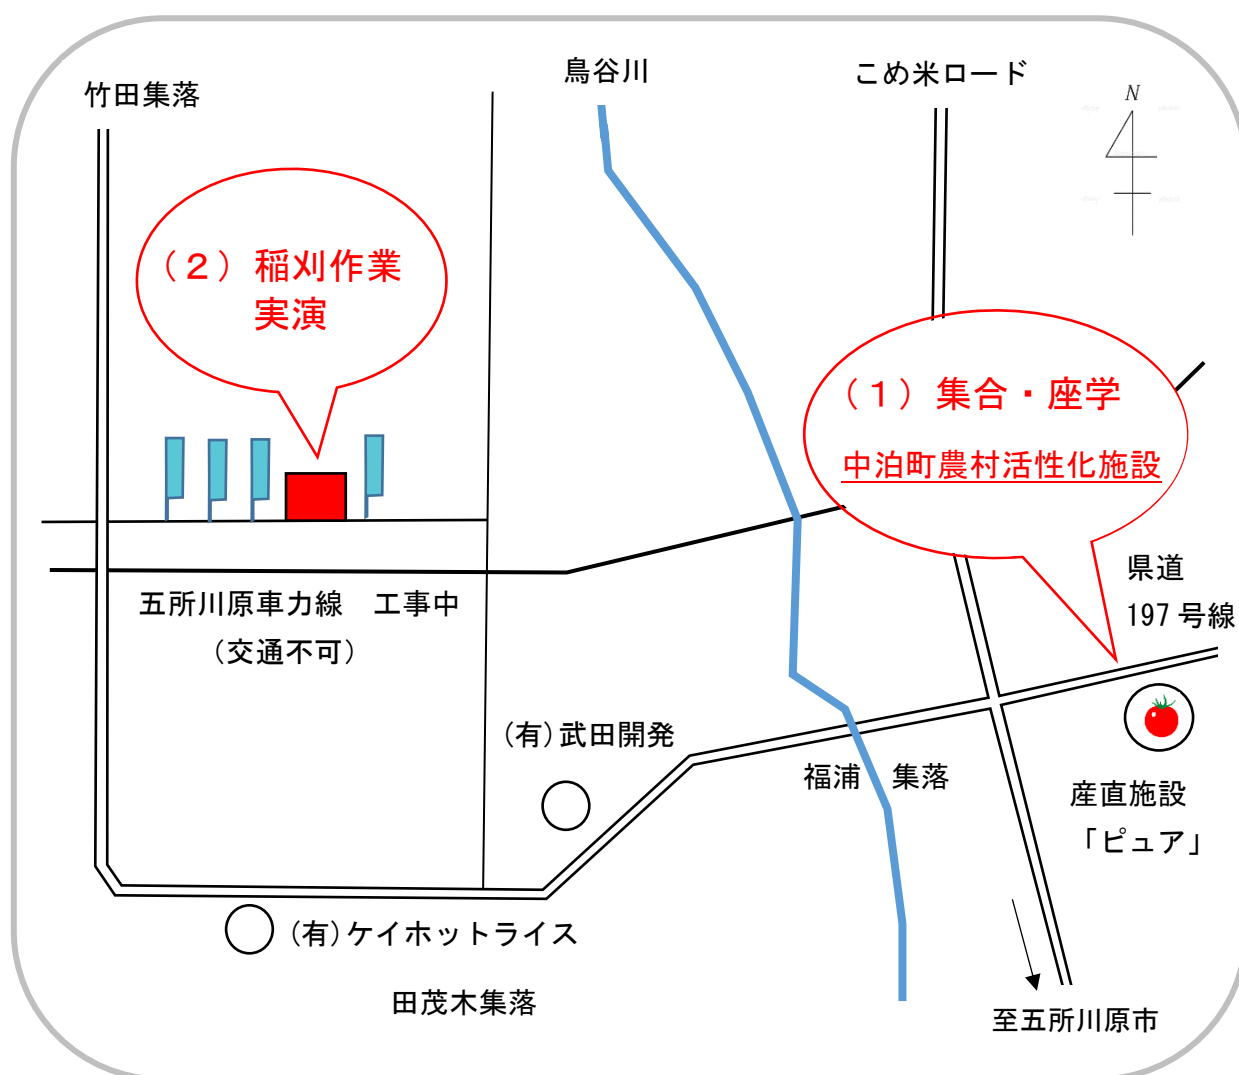 竹田集落
鳥谷川
こめ米ロード
N
(2)稲刈作業
実演
(1)集合・座学
中泊町農村活性化施設
県道
197号線
五所川原車力線 工事中
(交通不可)
(有)武田開発
福浦 集落
産直施設
「ピュア」
(有)ケイホットライス
田茂木集落
至五所川原市